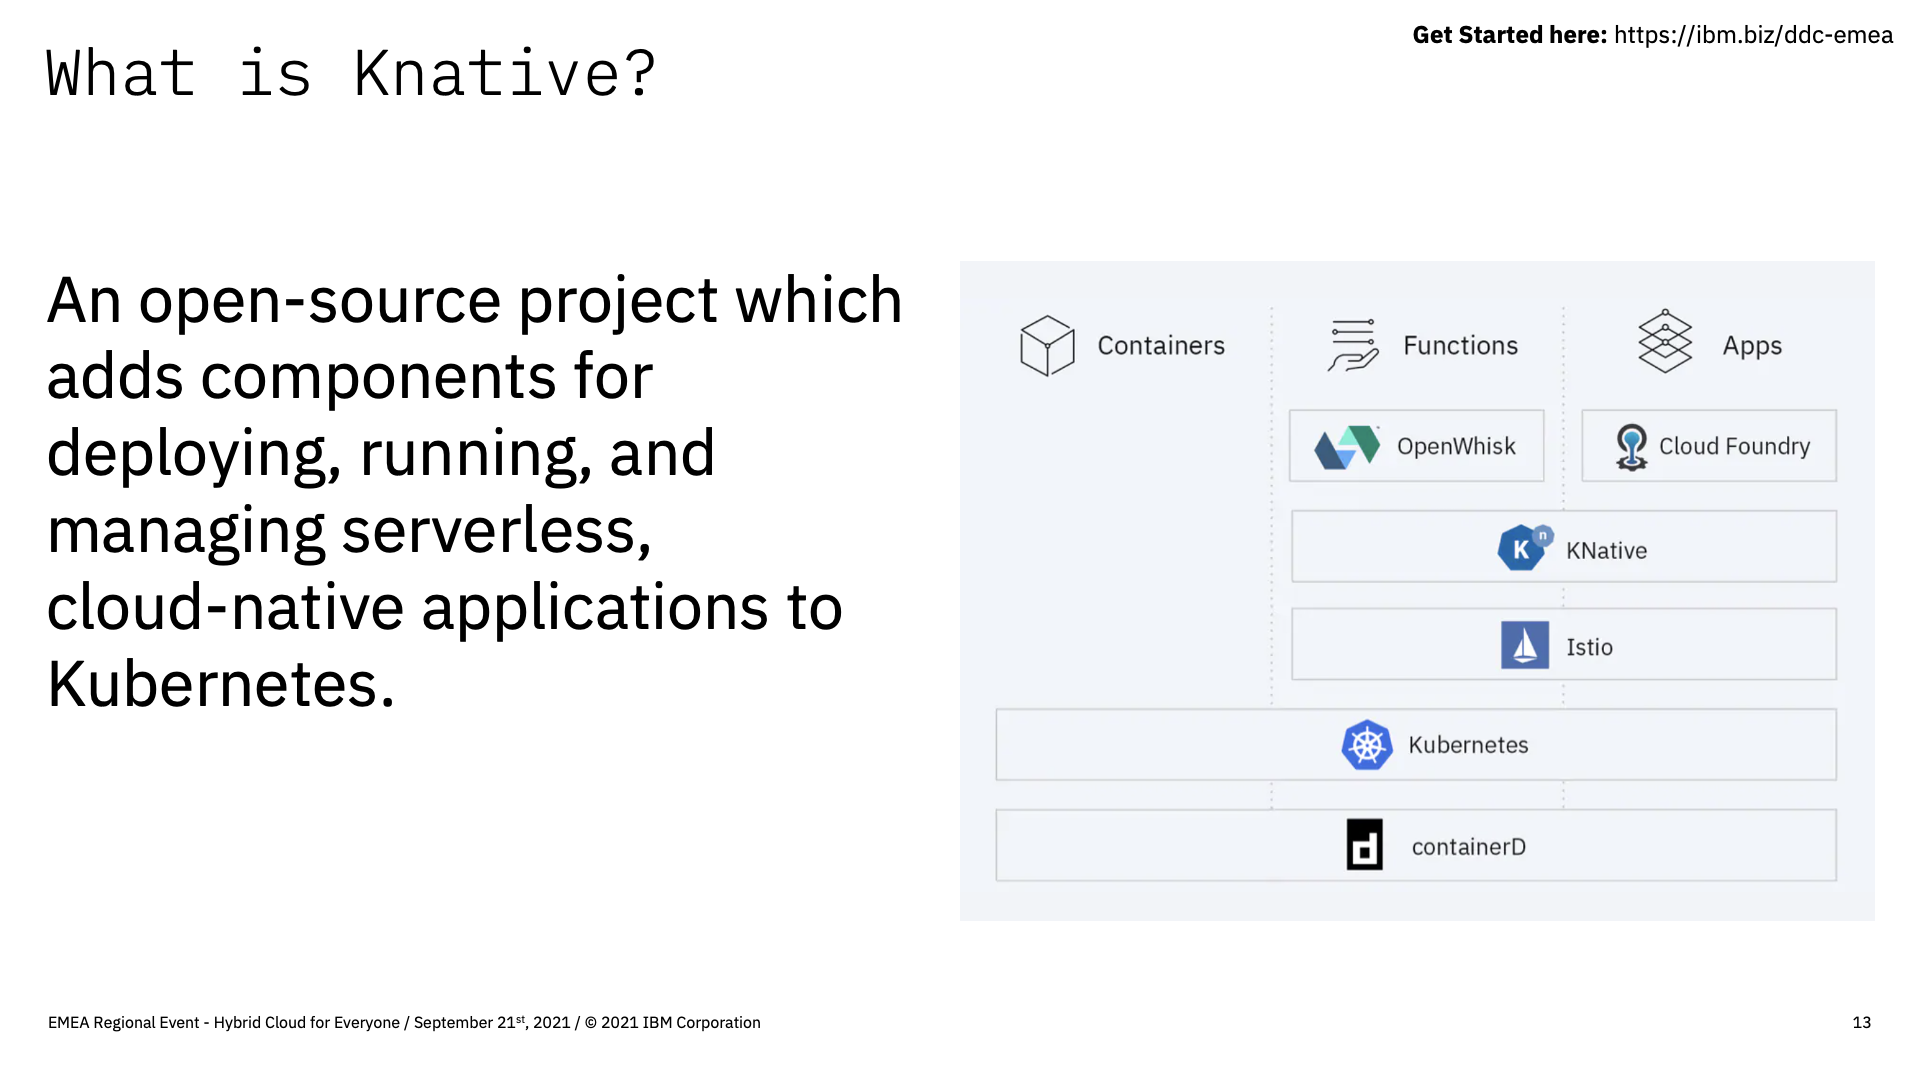 Get Started here: https://ibm.biz/ddc-emea
What is Knative?
An open-source project which
adds components for
deploying, running, and
managing serverless,
cloud-native applications to
Kubernetes.
Containers
Functions
Apps
OpenWhisk
Cloud Foundry
K n KNative
Istio
Kubernetes
d containerD
EMEA Regional Event - Hybrid Cloud for Everyone / September 21st, 2021 / © 2021 IBM Corporation
13